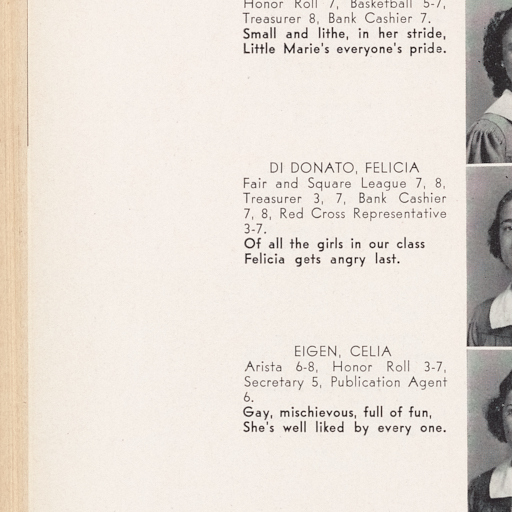 Honor Roll 7, Basketball 5-7,
Treasurer 8, Bank Cashier 7.
Small and lithe, in her stride,
Little Marie's everyone's pride.
DI DONATO, FELICIA
Fair and Square League 7, 8,
Treasurer 3, 7, Bank Cashier
7, 8, Red Cross Representative
3-7.
Of all the girls in our class
Felicia gets angry last.
EIGEN, CELIA
Arista 6-8, Honor Roll 3-7,
Secretary 5, Publication Agent
6.
Gay, mischievous, full of fun,
She's well liked by every one.